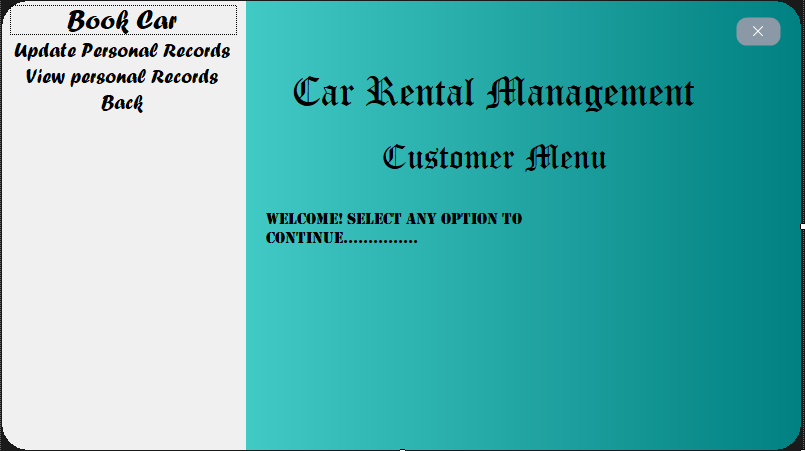 Book Car
Update Personal Records
View personal Records
Back
Car Rental Management
Customer Menu
WELCOME! SELECT ANY OPTION TO
CONTINUE...............